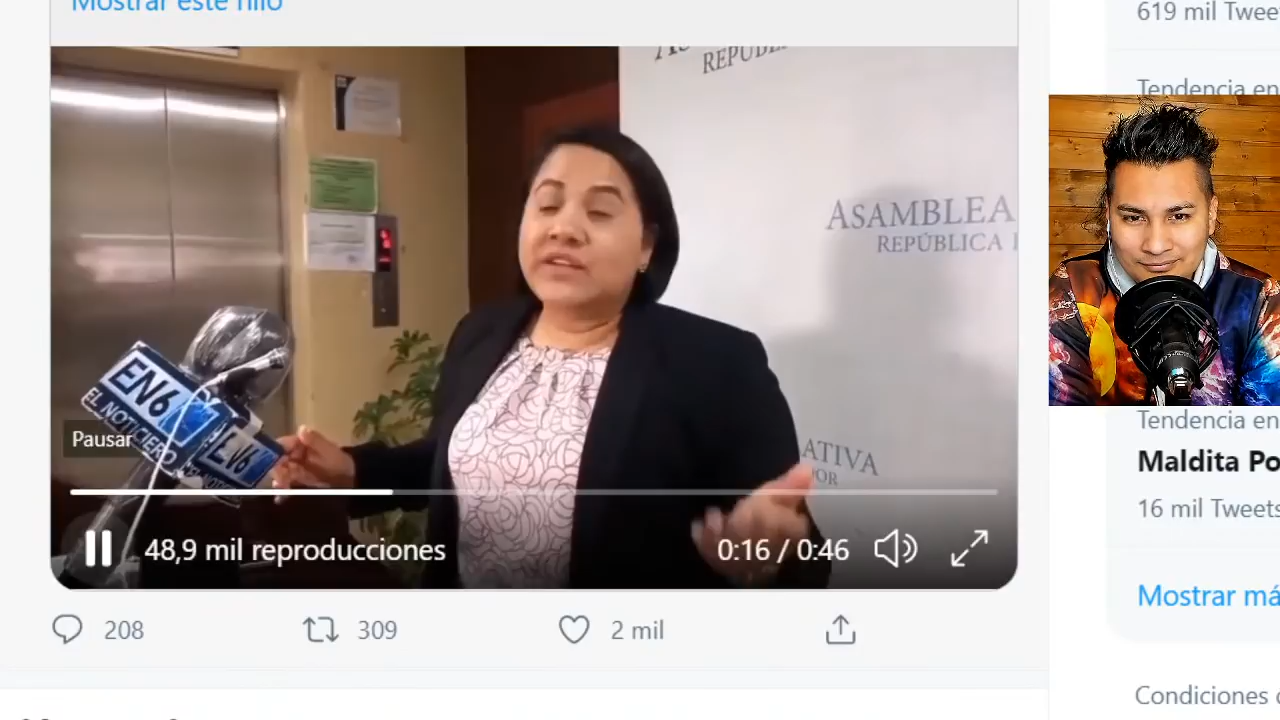 Mostrar este hilo
619 mil Twee
Tendencia en
REPÚBLI
ASAMBLEA
REPÚBLICA
EN6
EL NOTICIERO
EN6
Pausar
ATIVA
OR
48,9 mil reproducciones
0:16 / 0:46
208
309
2 mil
Tendencia en
Maldita Po
16 mil Tweets
Mostrar má
Condiciones